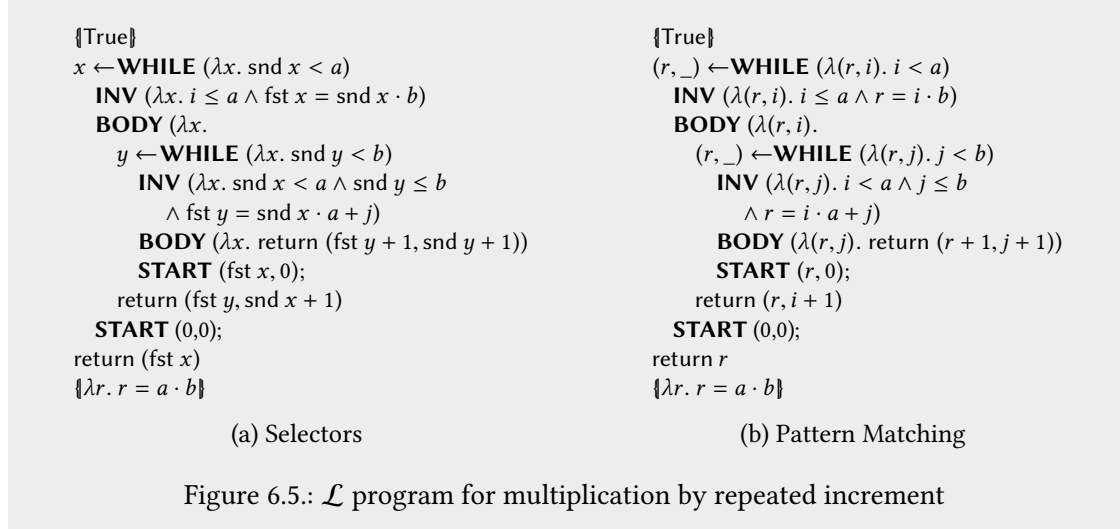 ⦃True⦄
x ←WHILE (λx. snd x < a)
INV (λx. i ≤ a ∧ fst x = snd x · b)
BODY (λx.
y ←WHILE (λx. snd y < b)
INV (λx. snd x < a ∧ snd y ≤ b
∧ fst y = snd x · a + j)
BODY (λx. return (fst y + 1, snd y + 1))
START (fst x, 0);
return (fst y, snd x + 1)
START (0,0);
return (fst x)
⦃λr. r = a · b⦄
(a) Selectors
⦃True⦄
(r, _) ←WHILE (λ(r, i). i < a)
INV (λ(r, i). i ≤ a ∧ r = i · b)
BODY (λ(r, i).
(r, _) ←WHILE (λ(r, j). j < b)
INV (λ(r, j). i < a ∧ j ≤ b
∧ r = i · a + j)
BODY (λ(r, j). return (r + 1, j + 1))
START (r, 0);
return (r, i + 1)
START (0,0);
return r
⦃λr. r = a · b⦄
(b) Pattern Matching
Figure 6.5.: ℒ program for multiplication by repeated increment